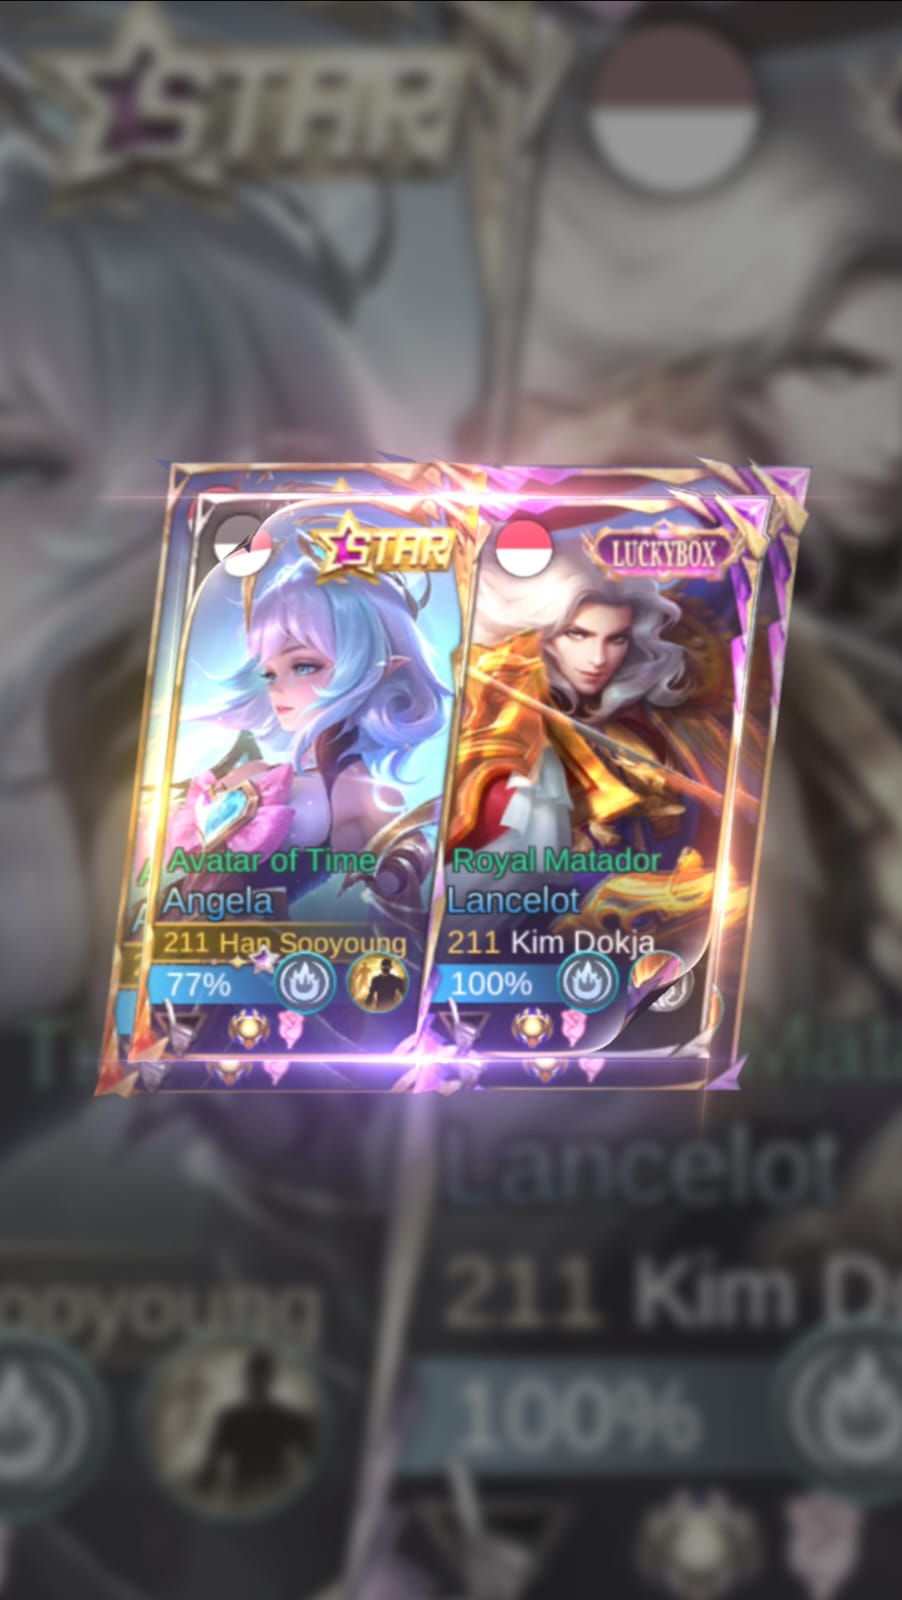 STAR
STAR
LUCKYBOX
Avatar of Time
Royal Matador
Angela
Lancelot
211 Han Sooyoung
211 Kim Dokja
77%
100%
Lancelot
211 Kim
100%